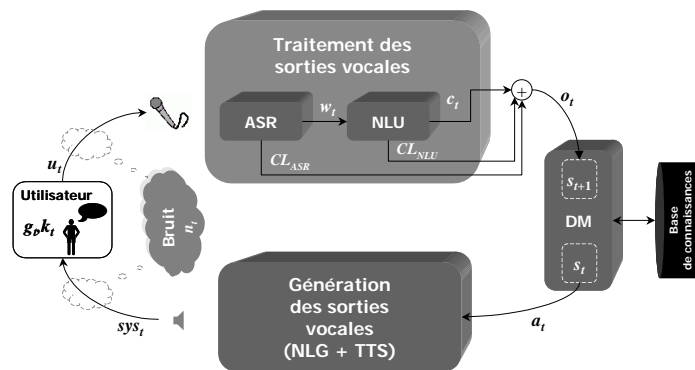 Traitement des
sorties vocales
ASR
w_t
NLU
c_t
+
o_t
CL_ASR
CL_NLU
u_t
Utilisateur
g_t,k_t
Bruit
n_t
s_{t+1}
DM
s_t
Base
de connaissances
Génération
des sorties
vocales
(NLG + TTS)
sys_t
a_t